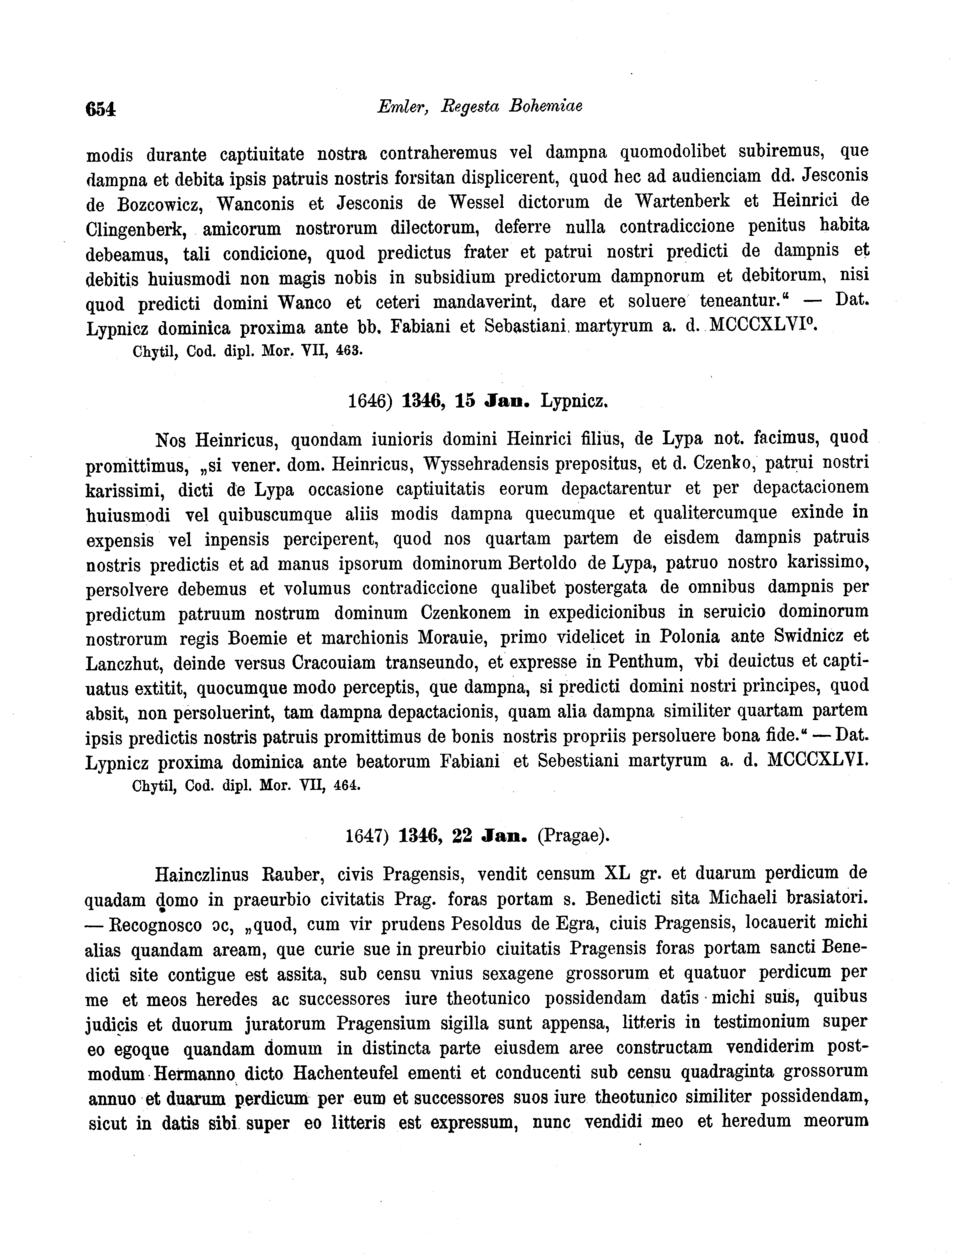 654
Emler, Regesta Bohemiae
modis durante captiuitate nostra contraheremus vel dampna quomodolibet subiremus, que
dampna et debita ipsis patruis nostris forsitan displicerent, quod hec ad audienciam dd. Jesconis
de Bozcowicz, Wanconis et Jesconis de Wessel dictorum de Wartenberk et Heinrici de
Clingenberk, amicorum nostrorum dilectorum, deferre nulla contradiccione penitus habita
debeamus, tali condicione, quod predictus frater et patrui nostri predicti de dampnis et
debitis huiusmodi non magis nobis in subsidium predictorum dampnorum et debitorum, nisi
quod predicti domini Wanco et ceteri mandaverint, dare et soluere teneantur.“ — Dat.
Lypnicz dominica proxima ante bb. Fabiani et Sebastiani martyrum a. d. MCCCXLVI⁰.
Chytil, Cod. dipl. Mor. VII, 463.
1646) 1346, 15 Jan. Lypnicz.
Nos Heinricus, quondam iunioris domini Heinrici filius, de Lypa not. facimus, quod
promittimus, „si vener. dom. Heinricus, Wyssehradensis prepositus, et d. Czenko, patrui nostri
karissimi, dicti de Lypa occasione captiuitatis eorum depactarentur et per depactacionem
huiusmodi vel quibuscumque aliis modis dampna quecumque et qualitercumque exinde in
expensis vel inpensis perciperent, quod nos quartam partem de eisdem dampnis patruis
nostris predictis et ad manus ipsorum dominorum Bertoldo de Lypa, patruo nostro karissimo,
persolvere debemus et volumus contradiccione qualibet postergata de omnibus dampnis per
predictum patruum nostrum dominum Czenkonem in expedicionibus in seruicio dominorum
nostrorum regis Boemie et marchionis Morauie, primo videlicet in Polonia ante Swidnicz et
Lanczhut, deinde versus Cracouiam transeundo, et expresse in Penthum, vbi deuictus et capti-
uatus extitit, quocumque modo perceptis, que dampna, si predicti domini nostri principes, quod
absit, non persoluerint, tam dampna depactacionis, quam alia dampna similiter quartam partem
ipsis predictis nostris patruis promittimus de bonis nostris propriis persoluere bona fide.“ — Dat.
Lypnicz proxima dominica ante beatorum Fabiani et Sebestiani martyrum a. d. MCCCXLVI.
Chytil, Cod. dipl. Mor. VII, 464.
1647) 1346, 22 Jan. (Pragae).
Hainczlinus Rauber, civis Pragensis, vendit censum XL gr. et duarum perdicum de
quadam domo in praeurbio civitatis Prag. foras portam s. Benedicti sita Michaeli brasiatori.
— Recognosco ɔc, „quod, cum vir prudens Pesoldus de Egra, ciuis Pragensis, locauerit michi
alias quandam aream, que curie sue in preurbio ciuitatis Pragensis foras portam sancti Bene-
dicti site contigue est assita, sub censu vnius sexagene grossorum et quatuor perdicum per
me et meos heredes ac successores iure theotunico possidendam datis michi suis, quibus
judicis et duorum juratorum Pragensium sigilla sunt appensa, litteris in testimonium super
eo egoque quandam domum in distincta parte eiusdem aree constructam vendiderim post-
modum Hermanno dicto Hachenteufel ementi et conducenti sub censu quadraginta grossorum
annuo et duarum perdicum per eum et successores suos iure theotunico similiter possidendam,
sicut in datis sibi super eo litteris est expressum, nunc vendidi meo et heredum meorum